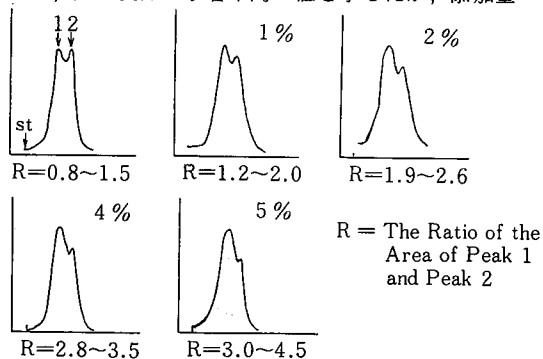 1 2
1 %
2 %
st
R=0.8~1.5
R=1.2~2.0
R=1.9~2.6
4 %
5 %
R = The Ratio of the
Area of Peak 1
and Peak 2
R=2.8~3.5
R=3.0~4.5